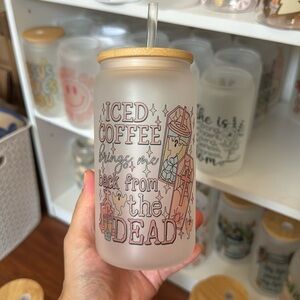 ICED
COFFEE
brings me
back from
the
DEAD